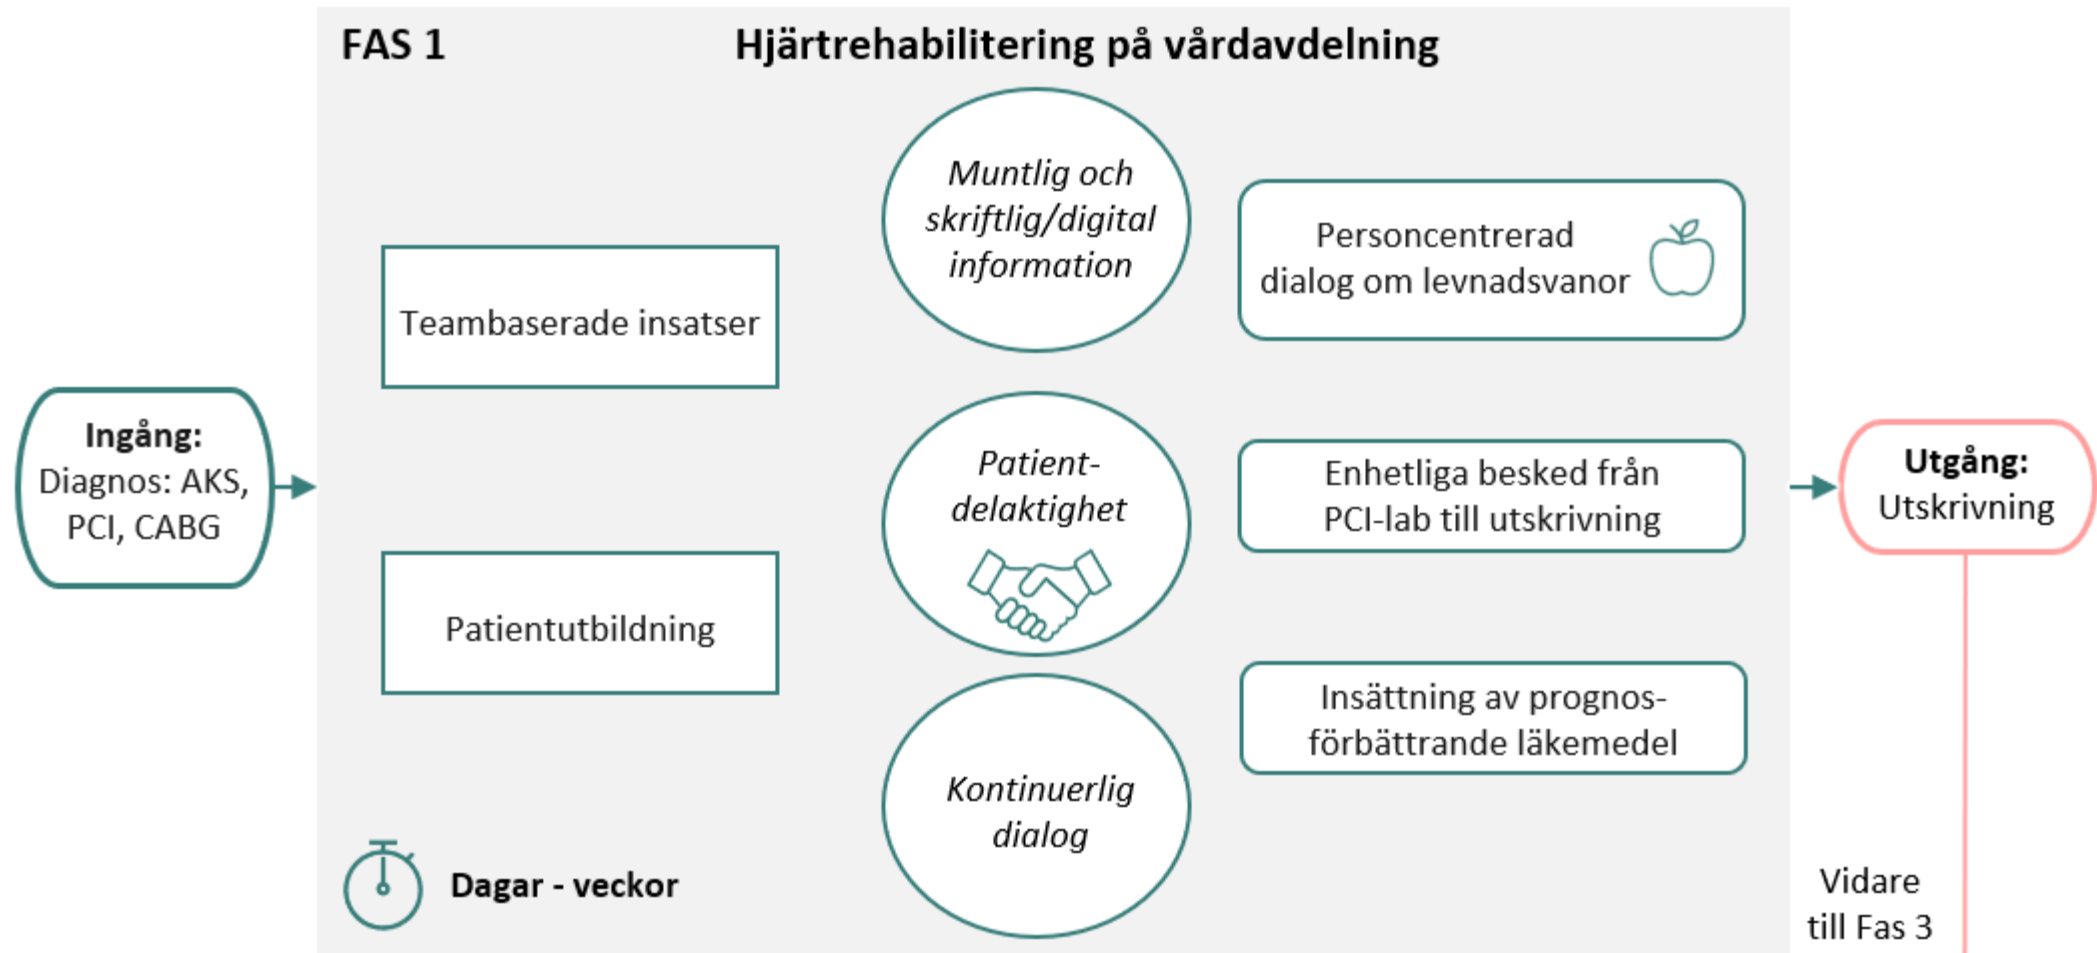 FAS 1
Hjärtrehabilitering på vårdavdelning
Ingång:
Diagnos: AKS,
PCI, CABG
Teambaserade insatser
Patientutbildning
Dagar - veckor
Muntlig och
skriftlig/digital
information
Patient-
delaktighet
Kontinuerlig
dialog
Personcentrerad
dialog om levnadsvanor
Enhetliga besked från
PCI-lab till utskrivning
Insättning av prognos-
förbättrande läkemedel
Utgång:
Utskrivning
Vidare
till Fas 3